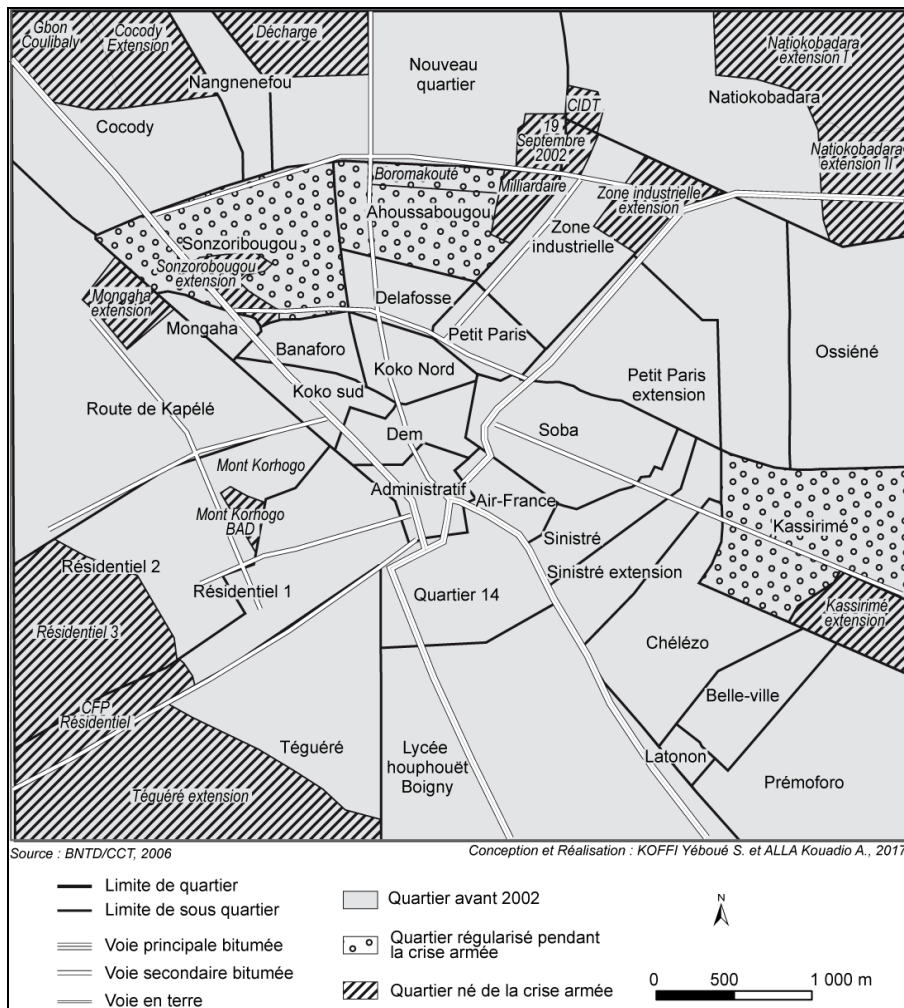 Gbon
Coulibaly
Cocody
Extension
Décharge
Nangnenefou
Cocody
Nouveau
quartier
CIDT
19
Septembre
2002
Natiokobadara
extension I
Natiokobadara
Natiokobadara
extension II
Boromakouté
Milliardaire
Zone industrielle
extension
Ahoussabougou
Zone
industrielle
Sonzoribougou
Sonzorobougou
extension
Mongaha
extension
Mongaha
Delafosse
Petit Paris
Banaforo
Koko Nord
Koko sud
Petit Paris
extension
Ossiéné
Route de Kapélé
Dem
Soba
Mont Korhogo
Administratif
Air-France
Kassirimé
Mont Korhogo
BAD
Sinistré
Résidentiel 2
Résidentiel 1
Quartier 14
Sinistré extension
Kassirimé
extension
Résidentiel 3
Chélézo
CFP
Résidentiel
Belle-ville
Téguéré
Lycée
houphouët
Boigny
Latonon
Prémoforo
Téguéré extension
Source : BNTD/CCT, 2006
Conception et Réalisation : KOFFI Yéboué S. et ALLA Kouadio A., 2017
Limite de quartier
Limite de sous quartier
Voie principale bitumée
Voie secondaire bitumée
Voie en terre
Quartier avant 2002
Quartier régularisé pendant
la crise armée
Quartier né de la crise armée
N
0 500 1 000 m